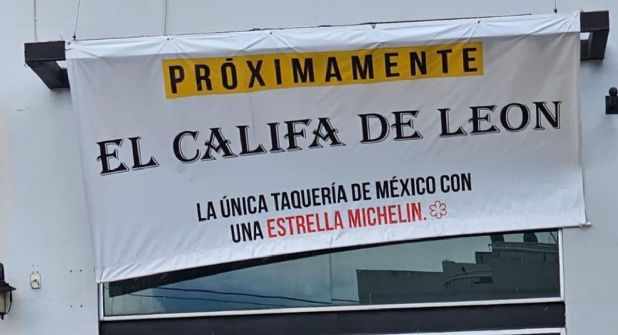 PRÓXIMAMENTE
EL CALIFA DE LEON
LA ÚNICA TAQUERÍA DE MÉXICO CON
UNA ESTRELLA MICHELIN.